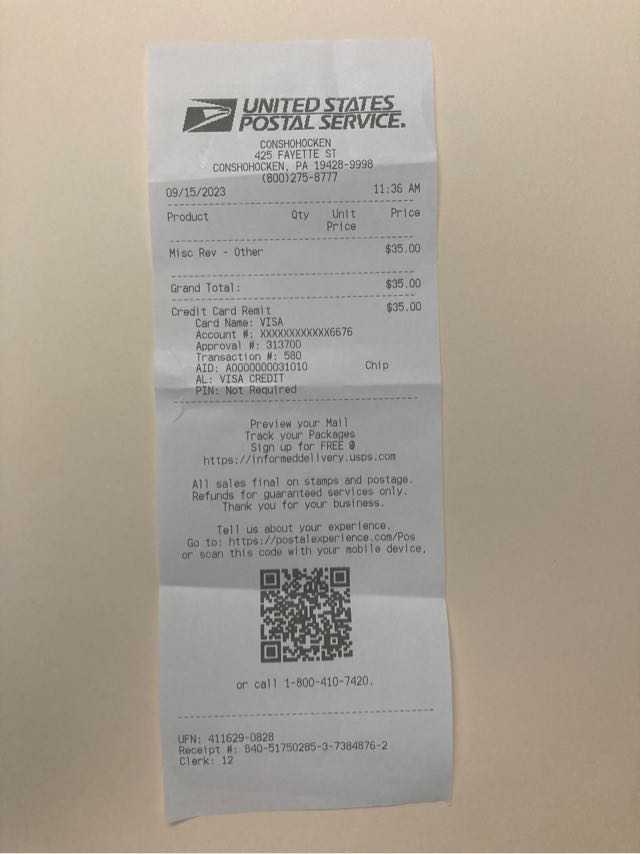 UNITED STATES
POSTAL SERVICE.
CONSHOHOCKEN
425 FAYETTE ST
CONSHOHOCKEN, PA 19428-9998
(800)275-8777
09/15/2023 11:36 AM
Product Qty Unit Price
Price
Misc Rev - Other $35.00
Grand Total: $35.00
Credit Card Remit $35.00
Card Name: VISA
Account #: XXXXXXXXXXXX6676
Approval #: 313700
Transaction #: 580
AID: A0000000031010 Chip
AL: VISA CREDIT
PIN: Not Required
Preview your Mail
Track your Packages
Sign up for FREE @
https://informeddelivery.usps.com
All sales final on stamps and postage.
Refunds for guaranteed services only.
Thank you for your business.
Tell us about your experience.
Go to: https://postalexperience.com/Pos
or scan this code with your mobile device,
or call 1-800-410-7420.
UFN: 411629-0828
Receipt #: 840-51750285-3-7384876-2
Clerk: 12